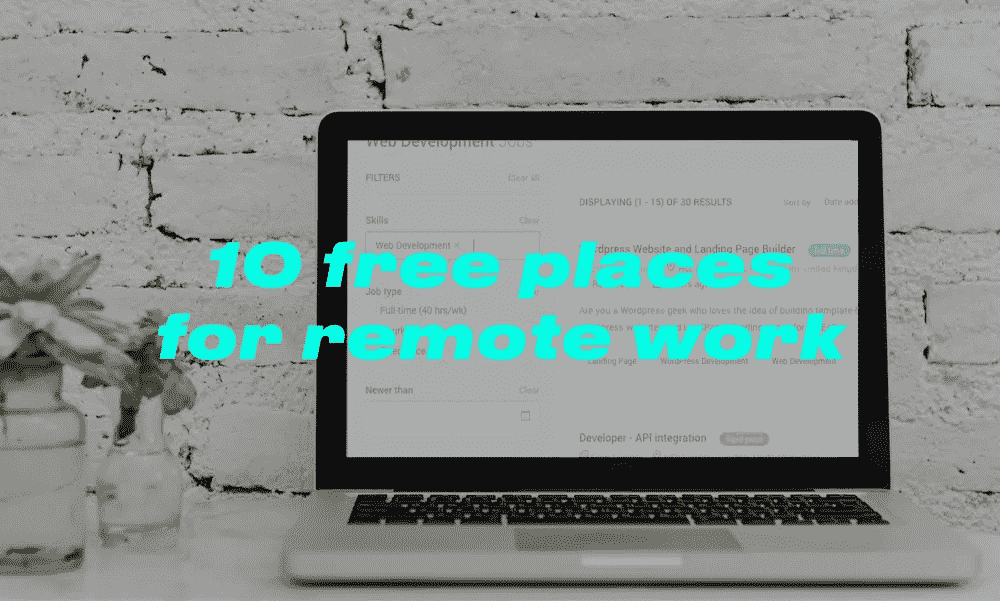 10 free places
for remote work
Web Development Jobs
FILTERS
Clear all
Skills
Clear
Web Development ×
Job type
Full-time (40 hrs/wk)
Newer than
Clear
DISPLAYING (1 - 15) OF 30 RESULTS
Sort by
Date add
Website and Landing Page Builder
Are you a Wordpress geek who loves the idea of building template
Landing Page
WordPress Development
Web Development
Developer - API integration